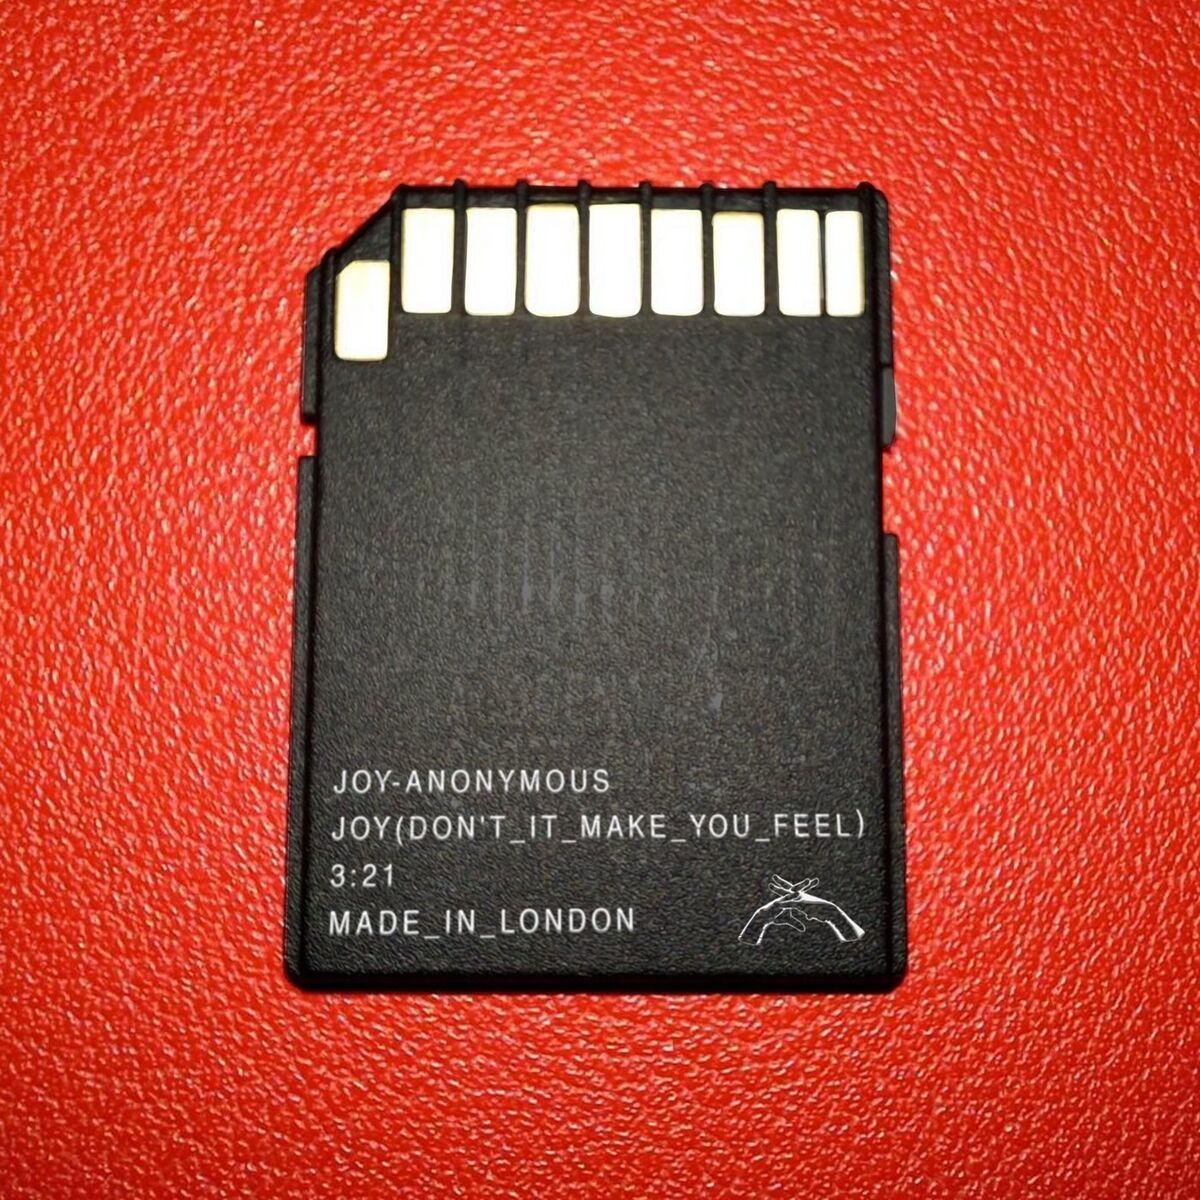 JOY-ANONYMOUS
JOY(DON'T_IT_MAKE_YOU_FEEL)
3:21
MADE_IN_LONDON